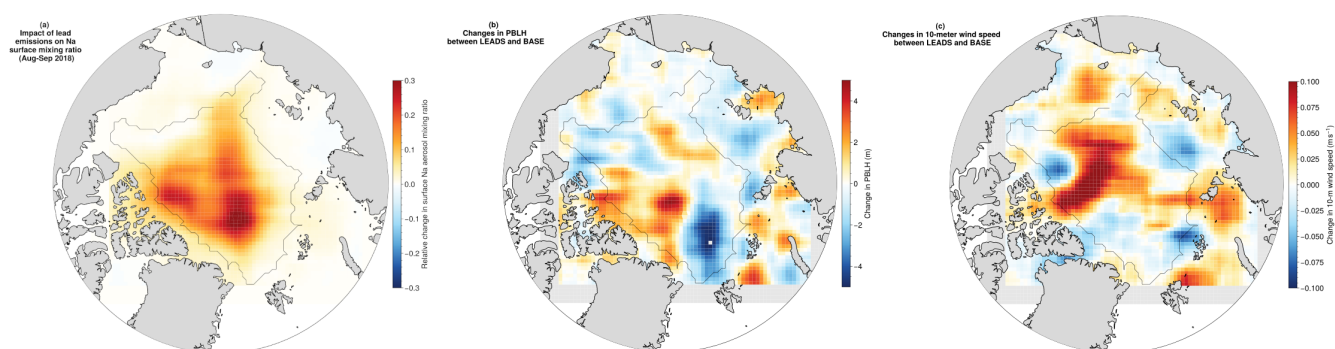 (a)
Impact of lead
emissions on Na
surface mixing ratio
(Aug-Sep 2018)
0.3
0.2
0.1
0.0
-0.1
-0.2
-0.3
Relative change in surface Na aerosol mixing ratio
(b)
Changes in PBLH
between LEADS and BASE
4
2
0
-2
-4
Change in PBLH (m)
(c)
Changes in 10-meter wind speed
between LEADS and BASE
0.100
0.075
0.050
0.025
0.000
-0.025
-0.050
-0.075
-0.100
Change in 10-m wind speed (ms⁻¹)